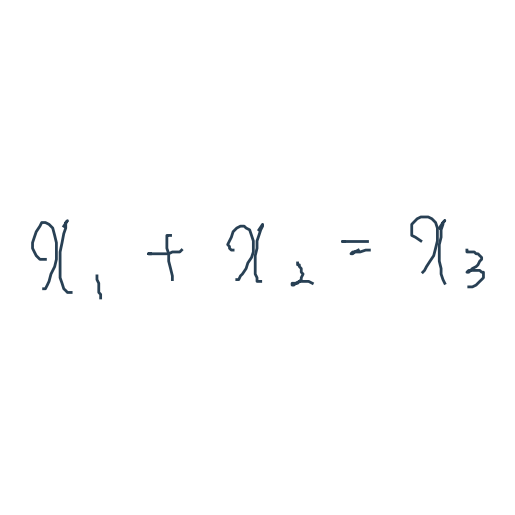 x₁ + x₂ = x₃